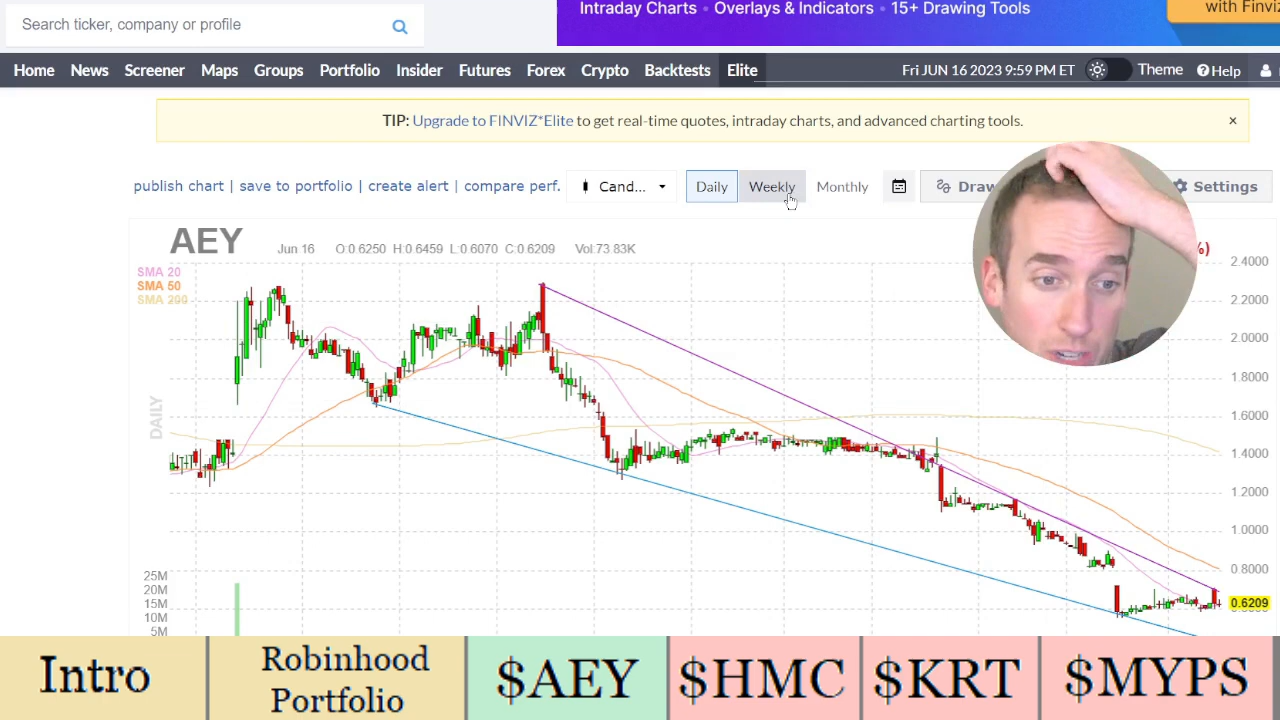 Intraday Charts • Overlays & Indicators • 15+ Drawing Tools
with Finviz
Search ticker, company or profile
Home News Screener Maps Groups Portfolio Insider Futures Forex Crypto Backtests Elite
Fri JUN 16 2023 9:59 PM ET Theme Help
TIP: Upgrade to FINVIZ*Elite to get real-time quotes, intraday charts, and advanced charting tools. ×
publish chart | save to portfolio | create alert | compare perf. Cand... Daily Weekly Monthly Draw Settings
AEY Jun 16 O:0.6250 H:0.6459 L:0.6070 C:0.6209 Vol:73.83K %)
SMA 20
SMA 50
SMA 200
2.4000
2.2000
2.0000
1.8000
1.6000
1.4000
1.2000
1.0000
0.8000
0.6209
DAILY
25M
20M
15M
10M
5M
Intro
Robinhood
Portfolio
$AEY
$HMC
$KRT
$MYPS